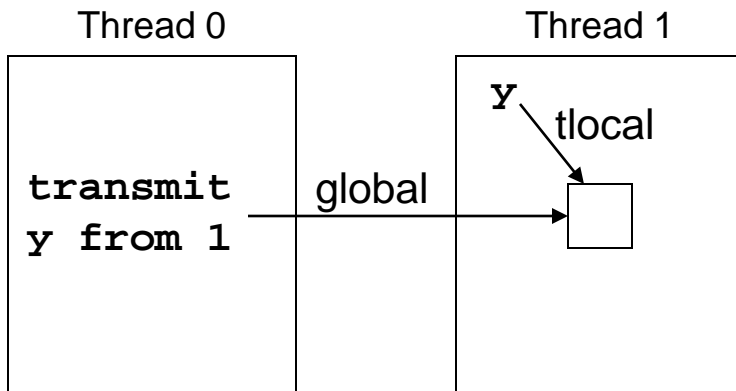 Thread 0
Thread 1
y
tlocal
transmit
global
y from 1